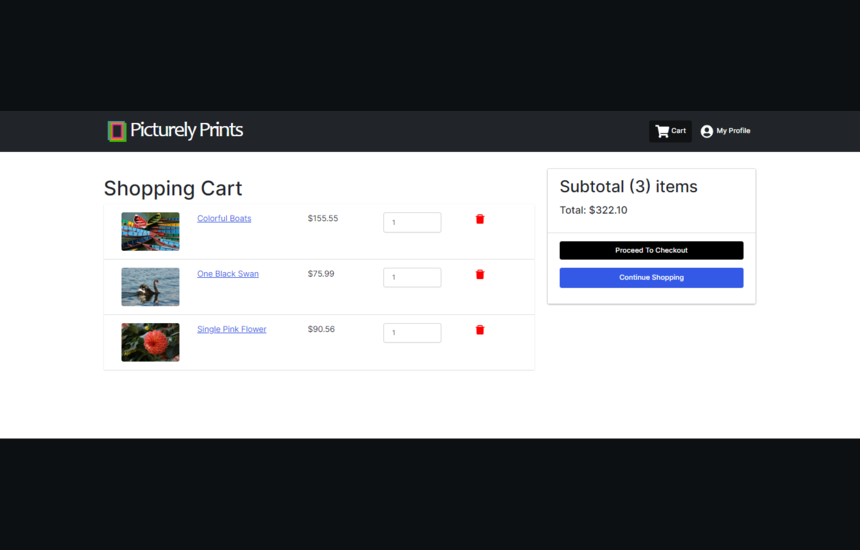 Picturely Prints
Cart
My Profile
Shopping Cart
Colorful Boats $155.55 1
One Black Swan $75.99 1
Single Pink Flower $90.56 1
Subtotal (3) items
Total: $322.10
Proceed To Checkout
Continue Shopping